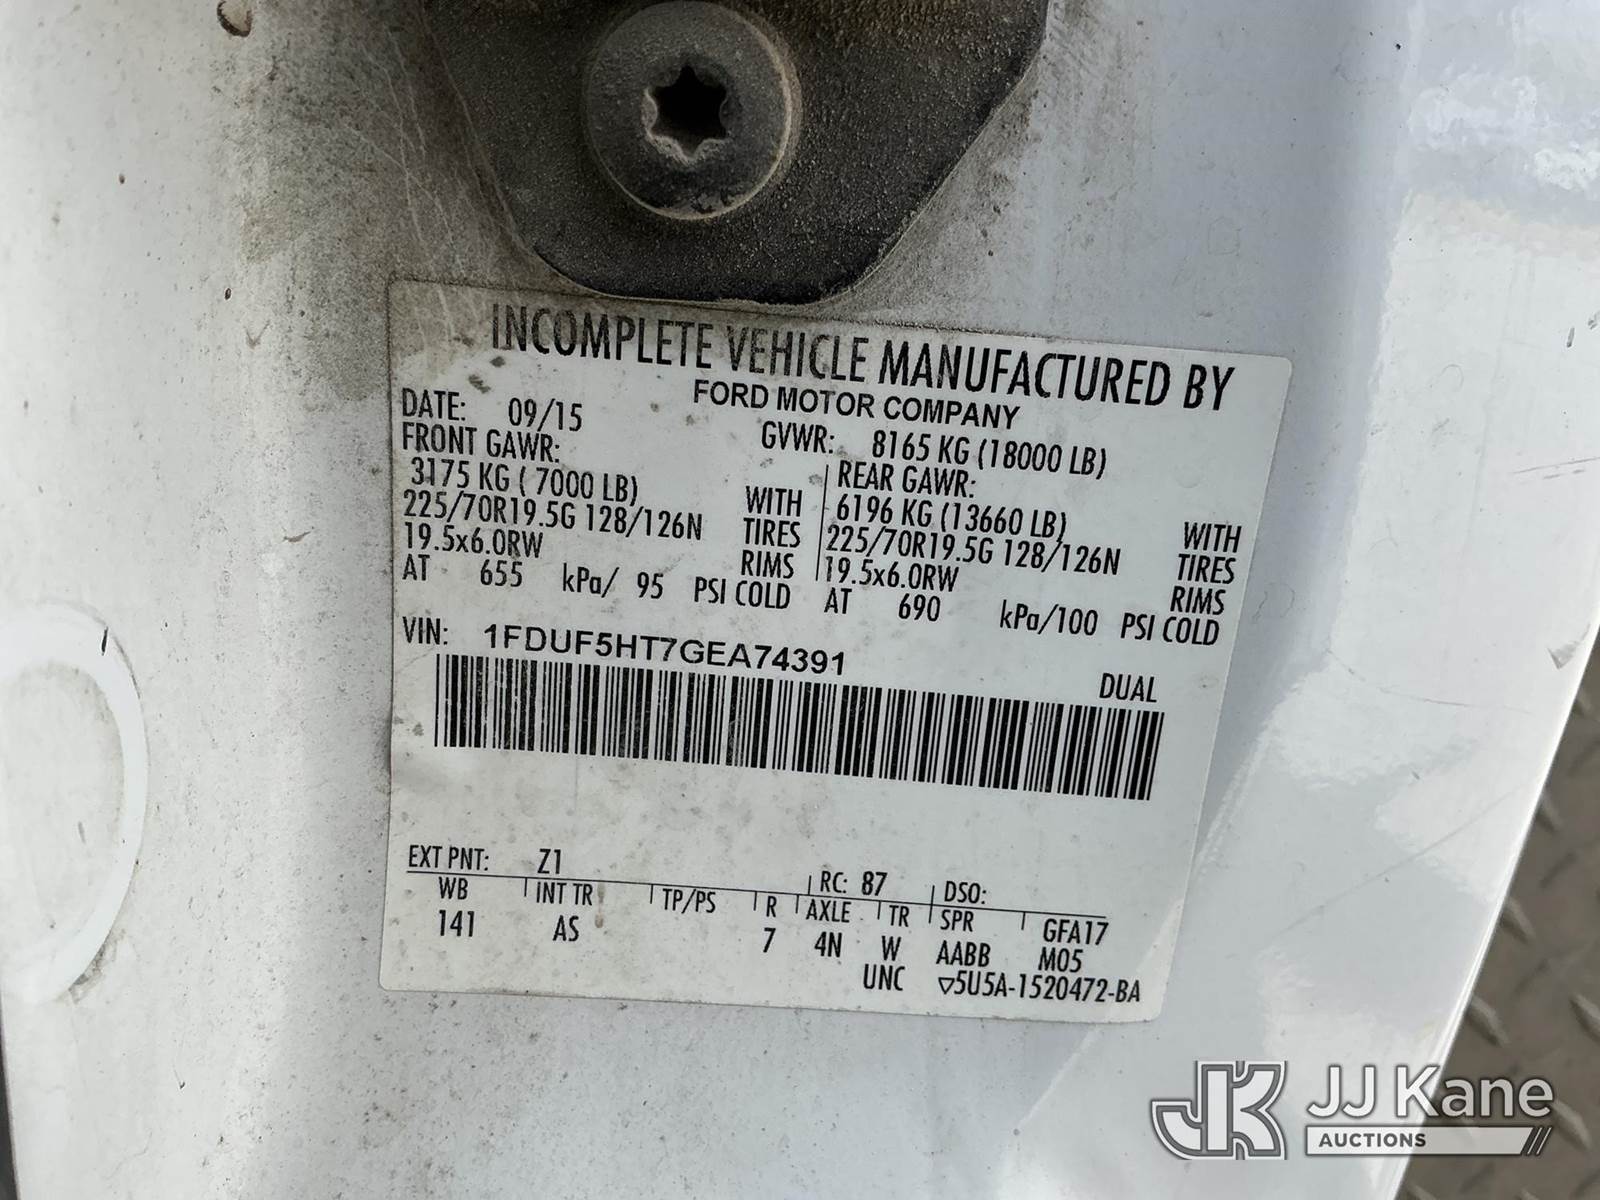 INCOMPLETE VEHICLE MANUFACTURED BY
FORD MOTOR COMPANY
DATE: 09/15 GVWR: 8165 KG (18000 LB)
FRONT GAWR: REAR GAWR:
3175 KG ( 7000 LB) WITH 6196 KG (13660 LB) WITH
225/70R19.5G 128/126N TIRES 225/70R19.5G 128/126N TIRES
19.5x6.0RW RIMS 19.5x6.0RW RIMS
AT 655 kPa/ 95 PSI COLD AT 690 kPa/100 PSI COLD
VIN: 1FDUF5HT7GEA74391
DUAL
EXT PNT: Z1 RC: 87 DSO:
WB INT TR TP/PS R AXLE TR SPR GFA17
141 AS 7 4N W AABB M05
UNC ▽5U5A-1520472-BA
JK JJ Kane
AUCTIONS